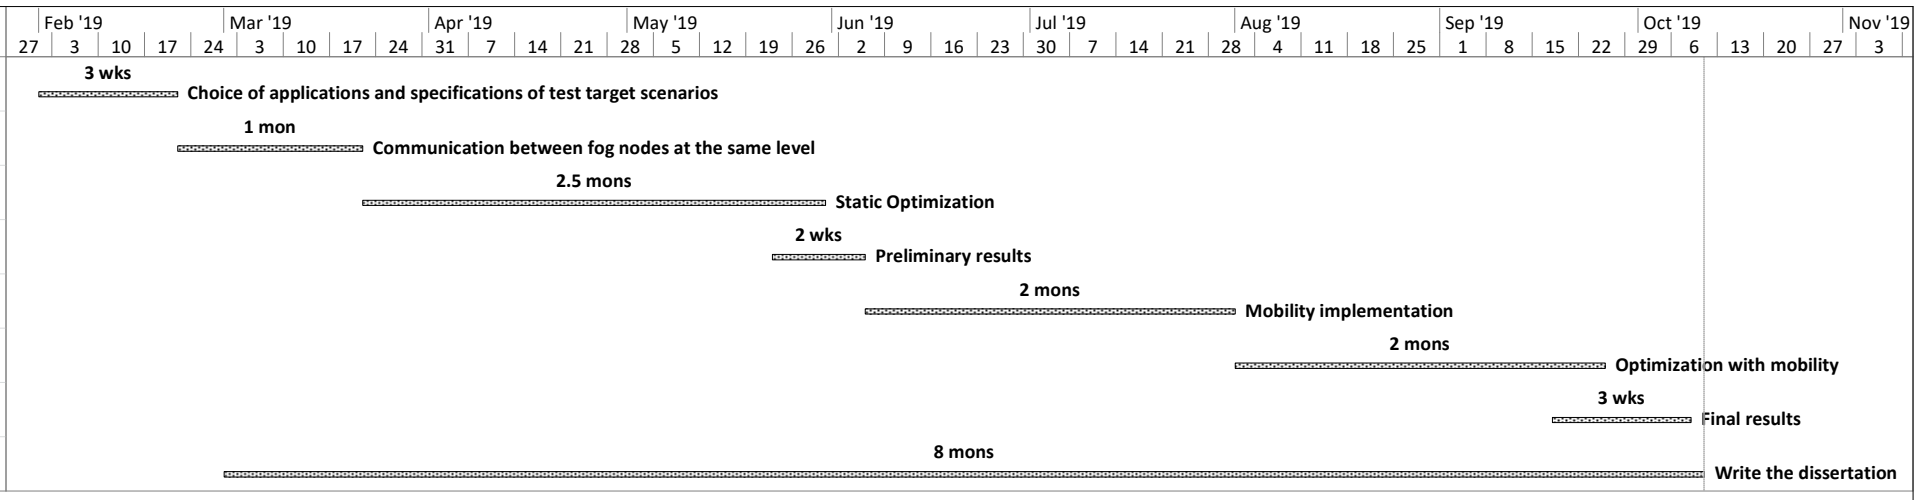 Feb '19 Mar '19 Apr '19 May '19 Jun '19 Jul '19 Aug '19 Sep '19 Oct '19 Nov '19
27 3 10 17 24 3 10 17 24 31 7 14 21 28 5 12 19 26 2 9 16 23 30 7 14 21 28 4 11 18 25 1 8 15 22 29 6 13 20 27 3
3 wks
Choice of applications and specifications of test target scenarios
1 mon
Communication between fog nodes at the same level
2.5 mons
Static Optimization
2 wks
Preliminary results
2 mons
Mobility implementation
2 mons
Optimization with mobility
3 wks
Final results
8 mons
Write the dissertation